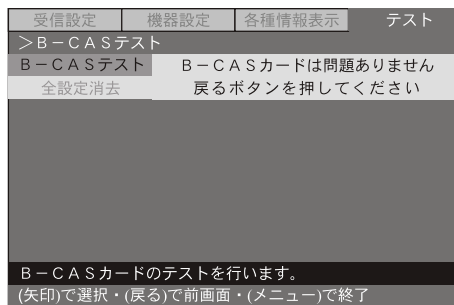 受信設定 機器設定 各種情報表示 テスト
＞Ｂ－ＣＡＳテスト
Ｂ－ＣＡＳテスト Ｂ－ＣＡＳカードは問題ありません
全設定消去 戻るボタンを押してください
Ｂ－ＣＡＳカードのテストを行います。
(矢印)で選択・(戻る)で前画面・(メニュー)で終了